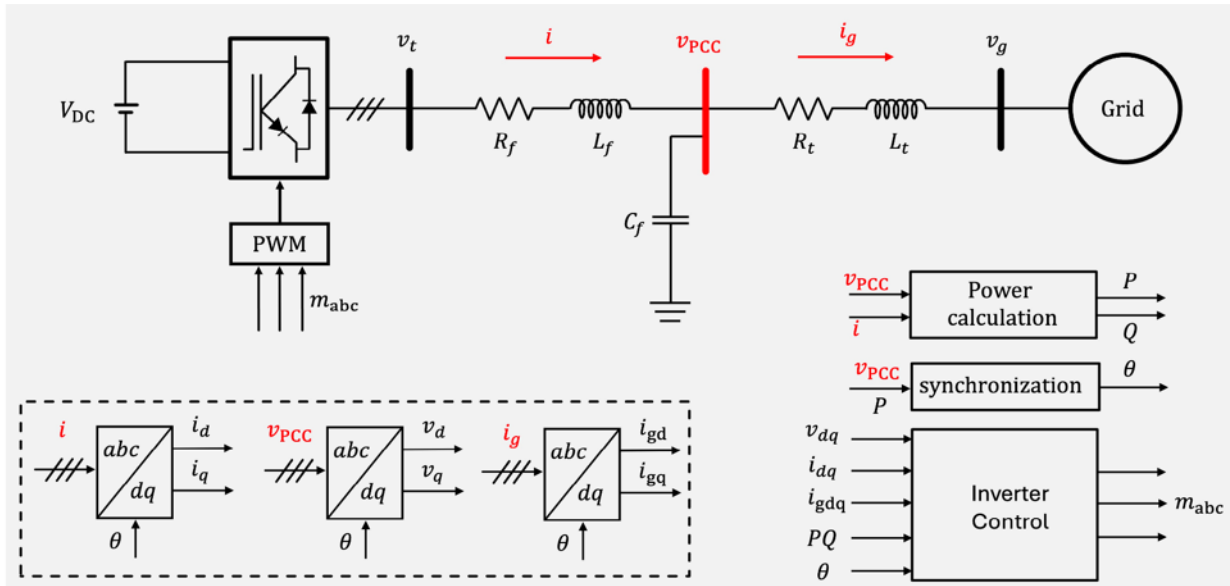 v_t
i
v_PCC
i_g
v_g
V_DC
R_f
L_f
R_t
L_t
Grid
C_f
PWM
m_abc
v_PCC
i
Power
calculation
P
Q
v_PCC
P
synchronization
θ
i
abc
dq
i_d
i_q
θ
v_PCC
abc
dq
v_d
v_q
θ
i_g
abc
dq
i_gd
i_gq
θ
v_dq
i_dq
i_gdq
PQ
θ
Inverter
Control
m_abc